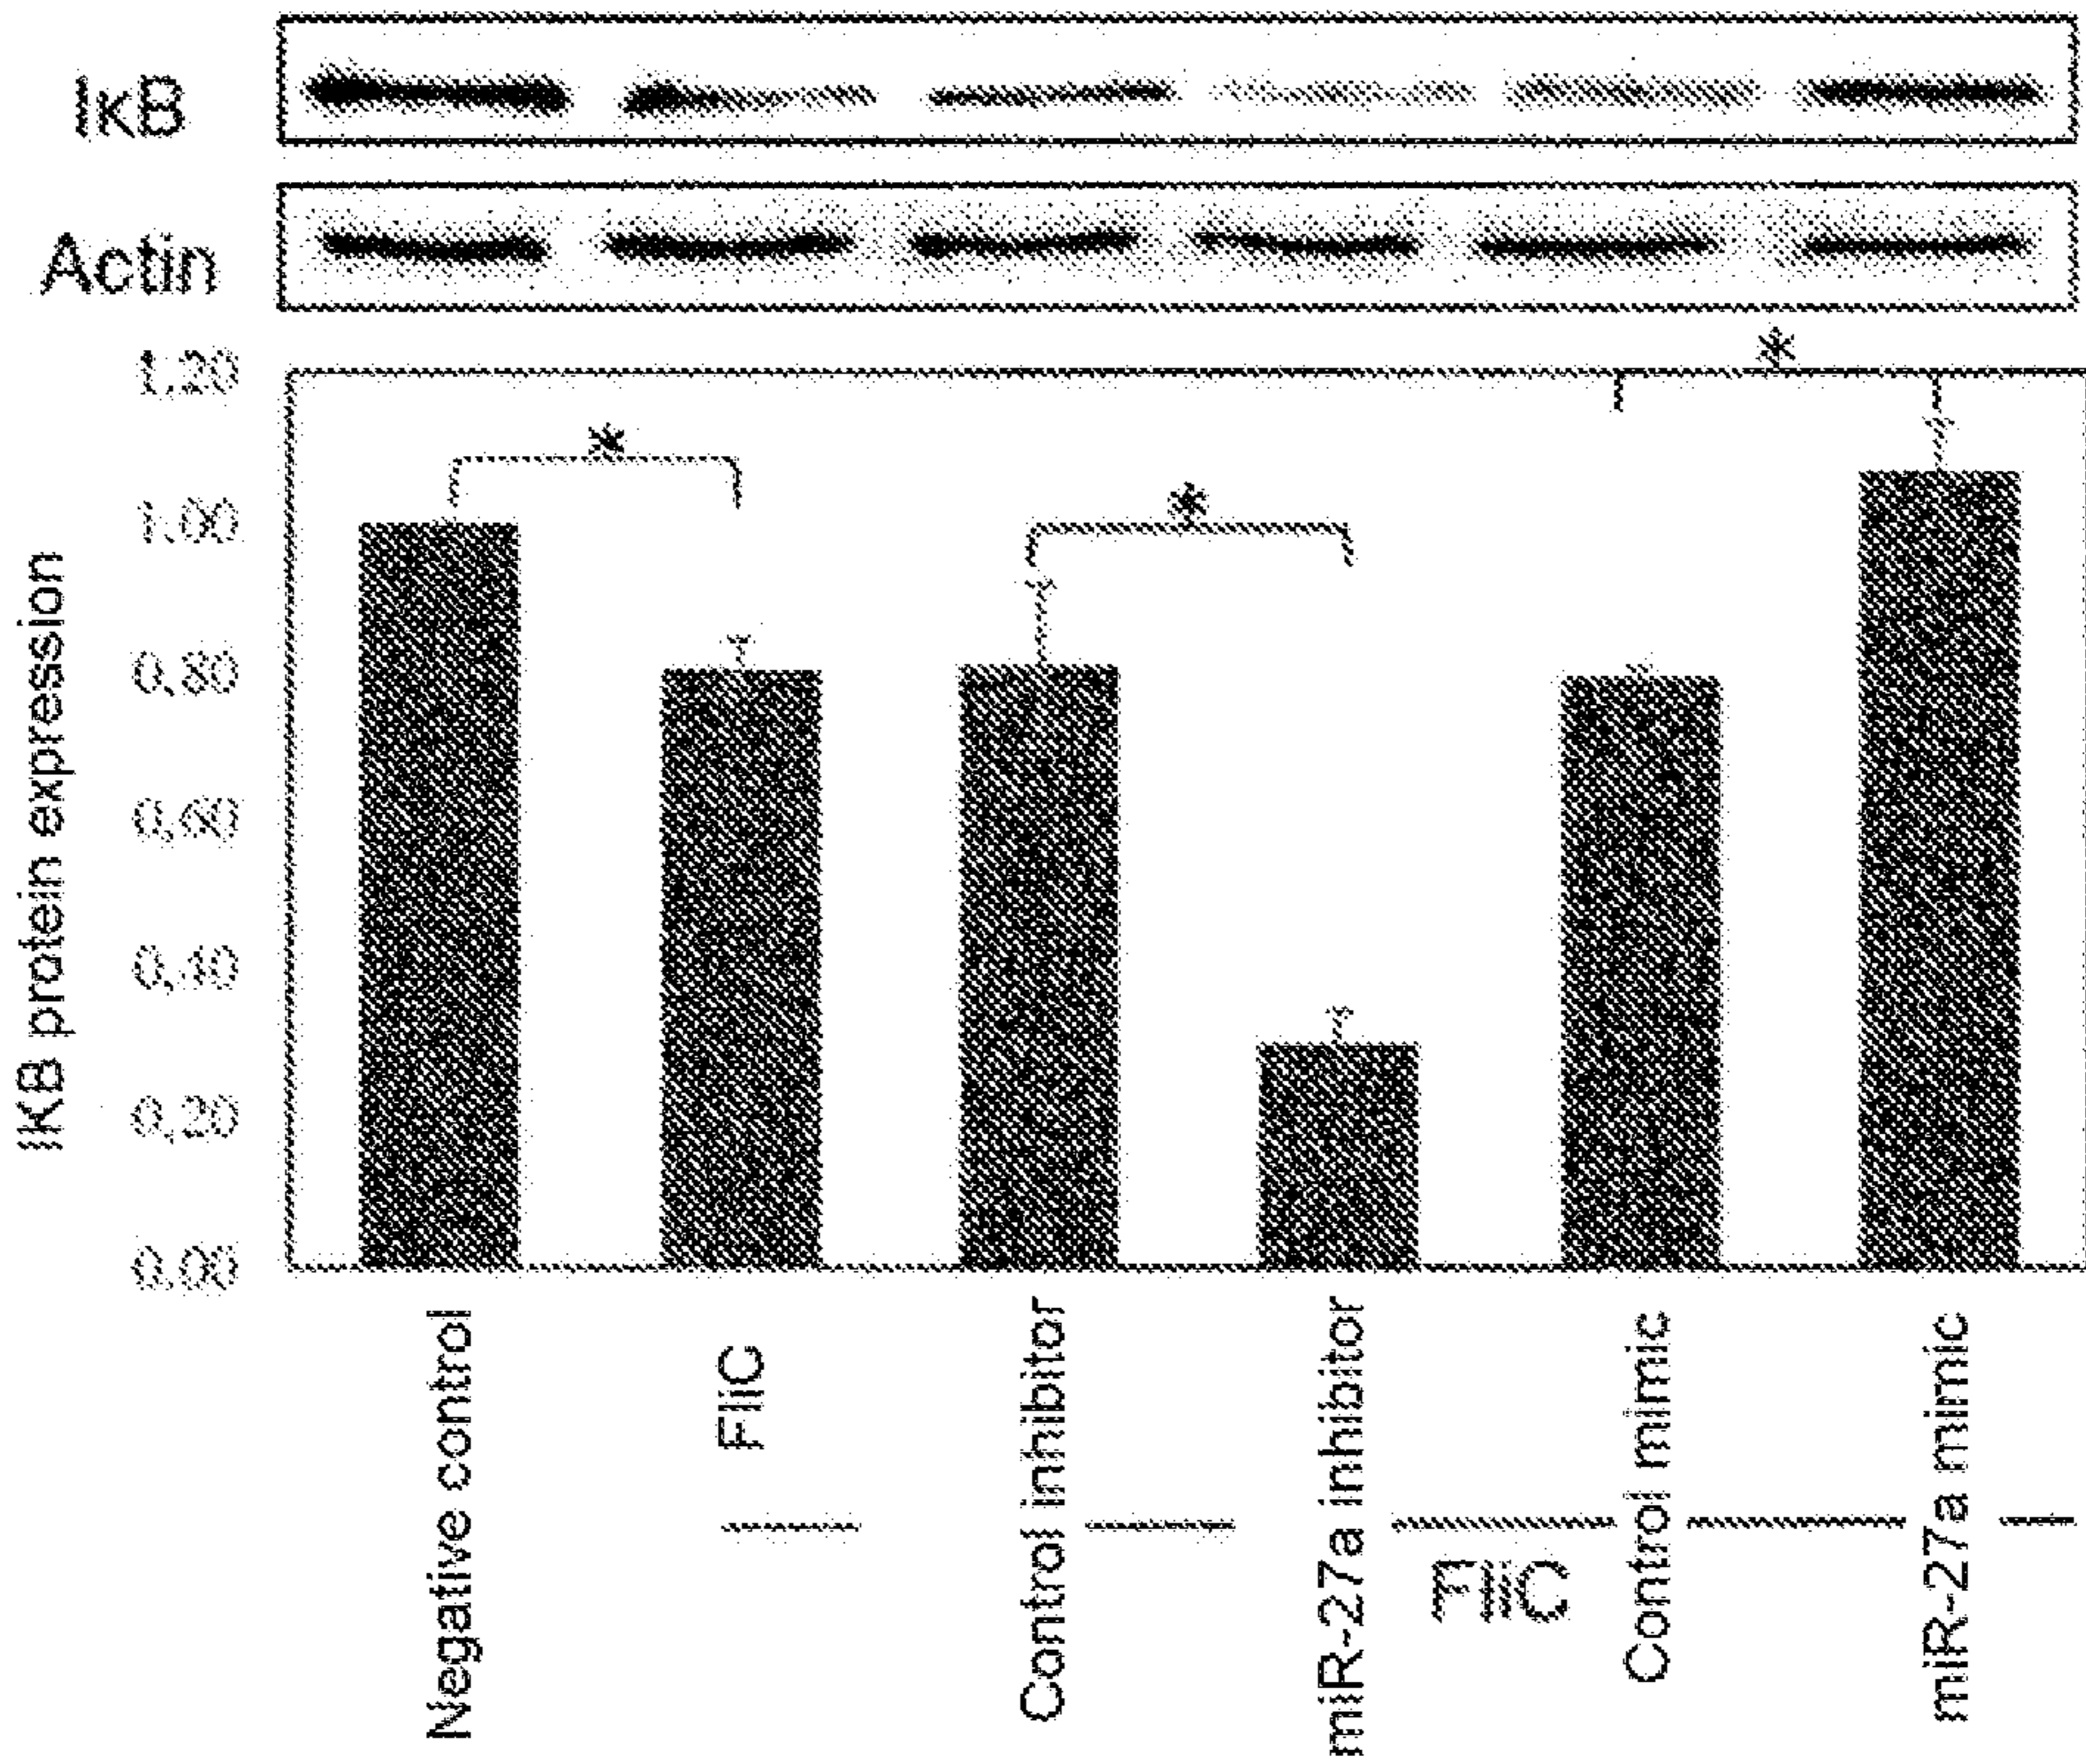 IκB
Actin
*
1.20
*
*
1.00
0.80
0.60
0.40
0.20
0.00
IKB protein expression
Negative control
FliC
Control inhibitor
miR-27a inhibitor
Control mimic
miR-27a mimic
FliC